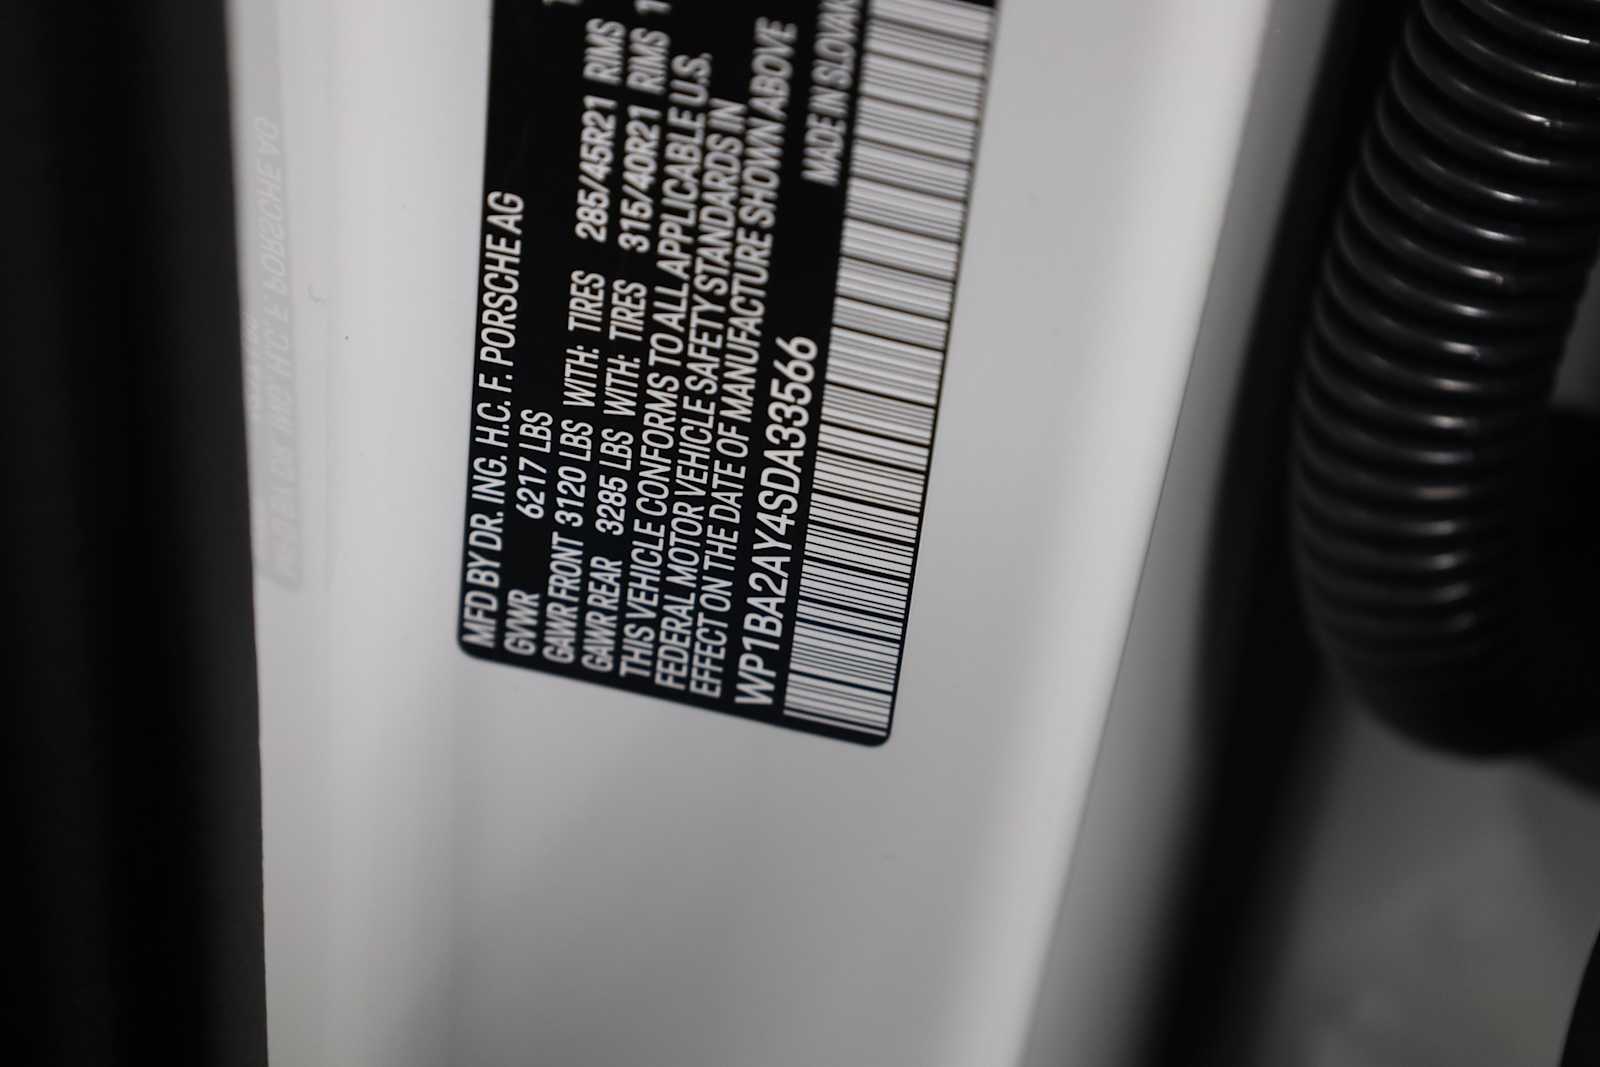 MFD BY DR. ING. H.C. F. PORSCHE AG
GVWR 6217 LBS
GAWR FRONT 3120 LBS WITH: TIRES 285/45R21 RIMS
GAWR REAR 3285 LBS WITH: TIRES 315/40R21 RIMS
THIS VEHICLE CONFORMS TO ALL APPLICABLE U.S.
FEDERAL MOTOR VEHICLE SAFETY STANDARDS IN
EFFECT ON THE DATE OF MANUFACTURE SHOWN ABOVE
WP1BA2AY4SDA33566
MADE IN SLOVAK